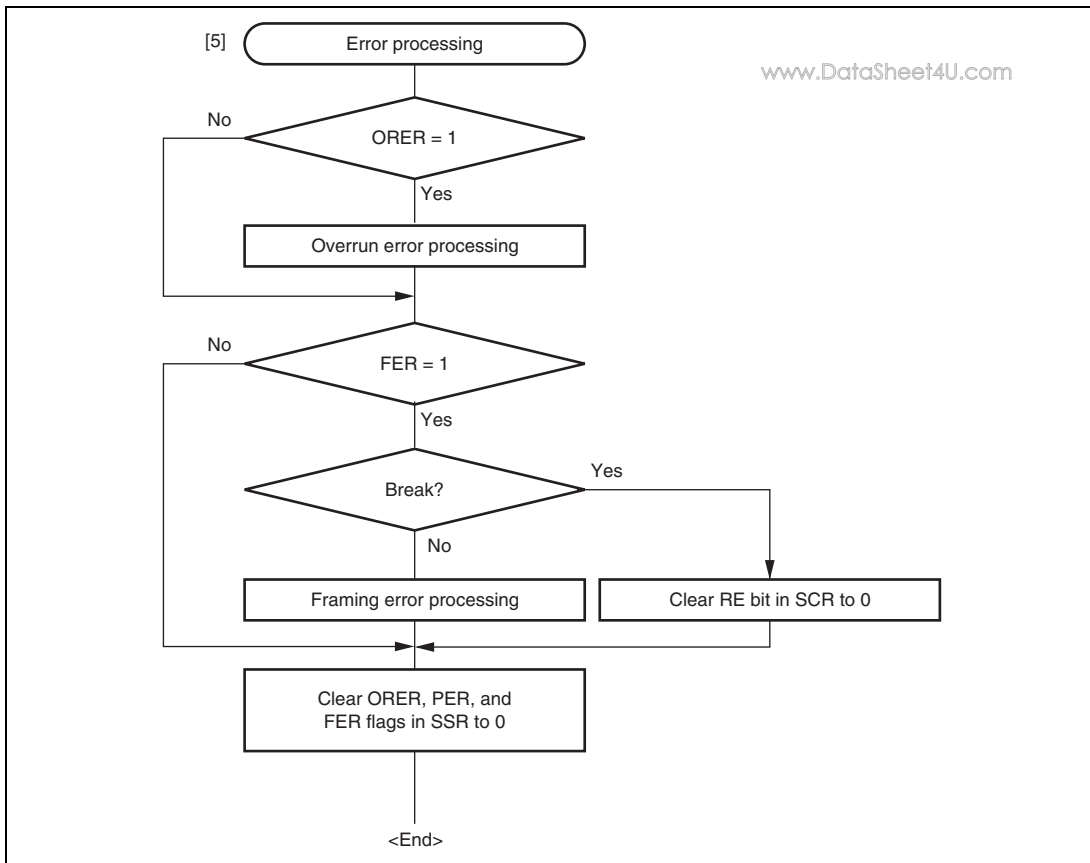 [5]
Error processing
www.DataSheet4U.com
No
ORER = 1
Yes
Overrun error processing
No
FER = 1
Yes
Yes
Break?
No
Framing error processing
Clear RE bit in SCR to 0
Clear ORER, PER, and
FER flags in SSR to 0
<End>